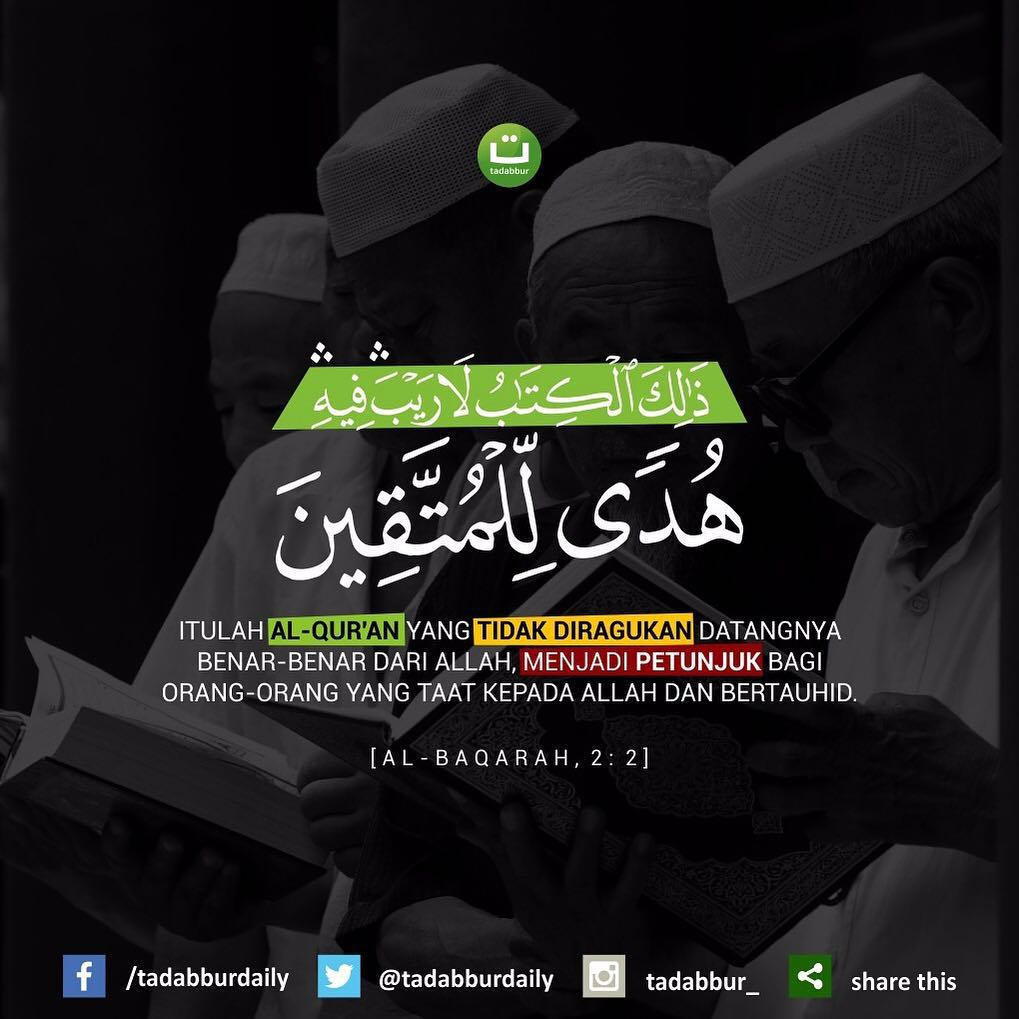 ت
tadabbur
ذَٰلِكَ ٱلْكِتَٰبُ لَا رَيْبَ ۛ فِيهِ ۛ
هُدًى لِّلْمُتَّقِينَ
ITULAH AL-QUR'AN YANG TIDAK DIRAGUKAN DATANGNYA
BENAR-BENAR DARI ALLAH, MENJADI PETUNJUK BAGI
ORANG-ORANG YANG TAAT KEPADA ALLAH DAN BERTAUHID.
[AL-BAQARAH, 2: 2]
/tadabburdaily @tadabburdaily tadabbur_ share this